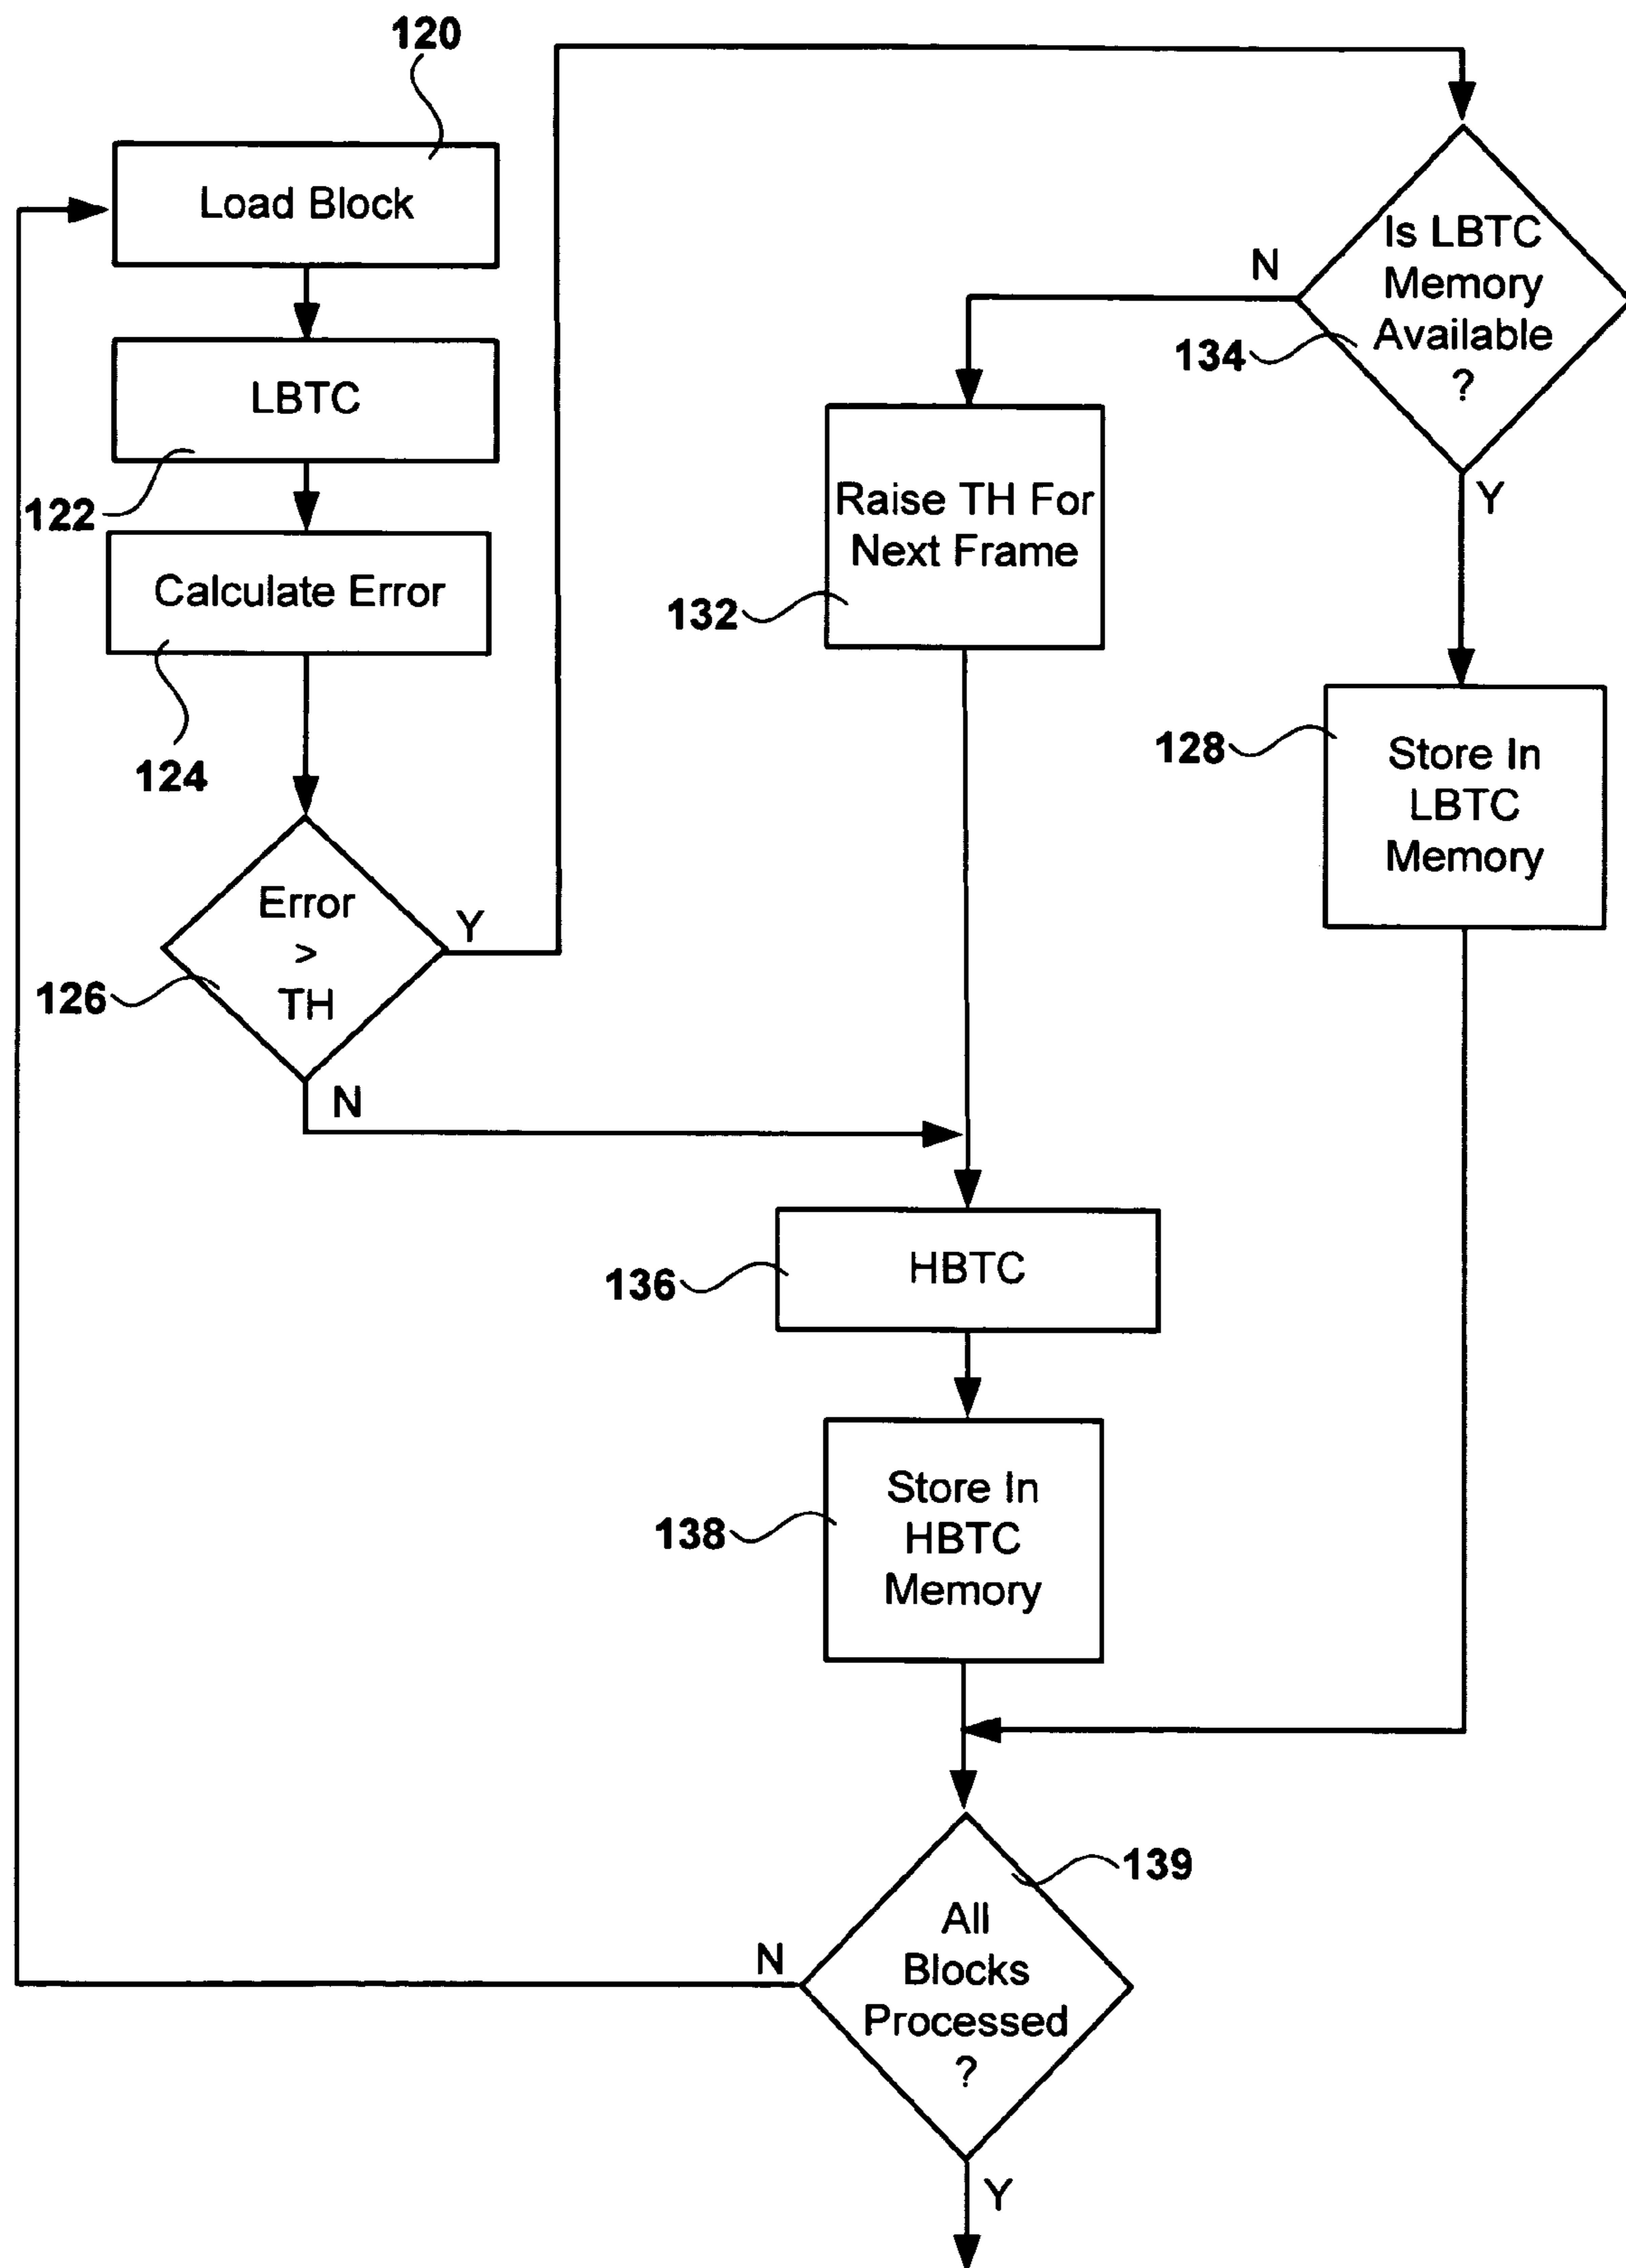 120
Load Block
LBTC
122
Calculate Error
124
Error
>
TH
126
Y
N
Is LBTC
Memory
Available
?
134
N
Y
Raise TH For
Next Frame
132
128
Store In
LBTC
Memory
HBTC
136
Store In
HBTC
Memory
138
139
All
Blocks
Processed
?
N
Y